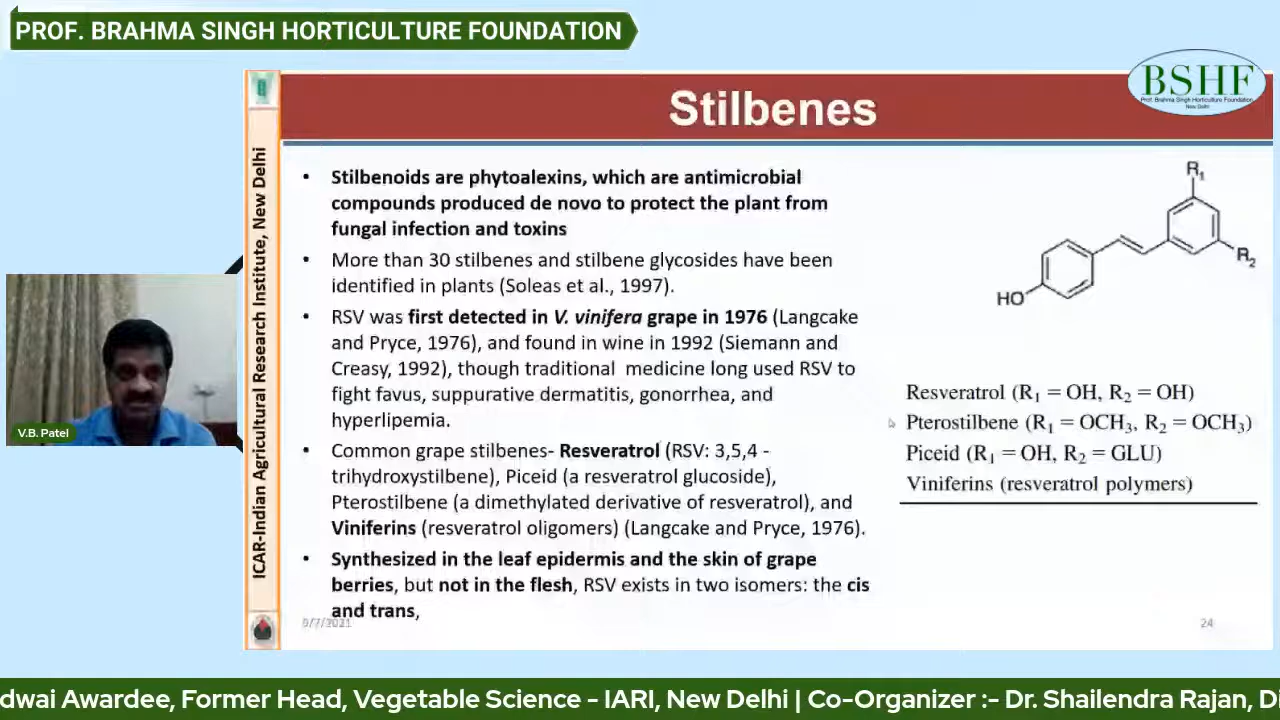 PROF. BRAHMA SINGH HORTICULTURE FOUNDATION
BSHF
Prof. Brahma Singh Horticulture Foundation
New Delhi
Stilbenes
ICAR-Indian Agricultural Research Institute, New Delhi
• Stilbenoids are phytoalexins, which are antimicrobial
compounds produced de novo to protect the plant from
fungal infection and toxins
• More than 30 stilbenes and stilbene glycosides have been
identified in plants (Soleas et al., 1997).
• RSV was first detected in V. vinifera grape in 1976 (Langcake
and Pryce, 1976), and found in wine in 1992 (Siemann and
Creasy, 1992), though traditional medicine long used RSV to
fight favus, suppurative dermatitis, gonorrhea, and
hyperlipemia.
• Common grape stilbenes- Resveratrol (RSV: 3,5,4 -
trihydroxystilbene), Piceid (a resveratrol glucoside),
Pterostilbene (a dimethylated derivative of resveratrol), and
Viniferins (resveratrol oligomers) (Langcake and Pryce, 1976).
• Synthesized in the leaf epidermis and the skin of grape
berries, but not in the flesh, RSV exists in two isomers: the cis
and trans,
R₁
R₂
HO
Resveratrol (R₁ = OH, R₂ = OH)
Pterostilbene (R₁ = OCH₃, R₂ = OCH₃)
Piceid (R₁ = OH, R₂ = GLU)
Viniferins (resveratrol polymers)
9/7/2021
24
V.B. Patel
dwai Awardee, Former Head, Vegetable Science - IARI, New Delhi | Co-Organizer :- Dr. Shailendra Rajan, Di